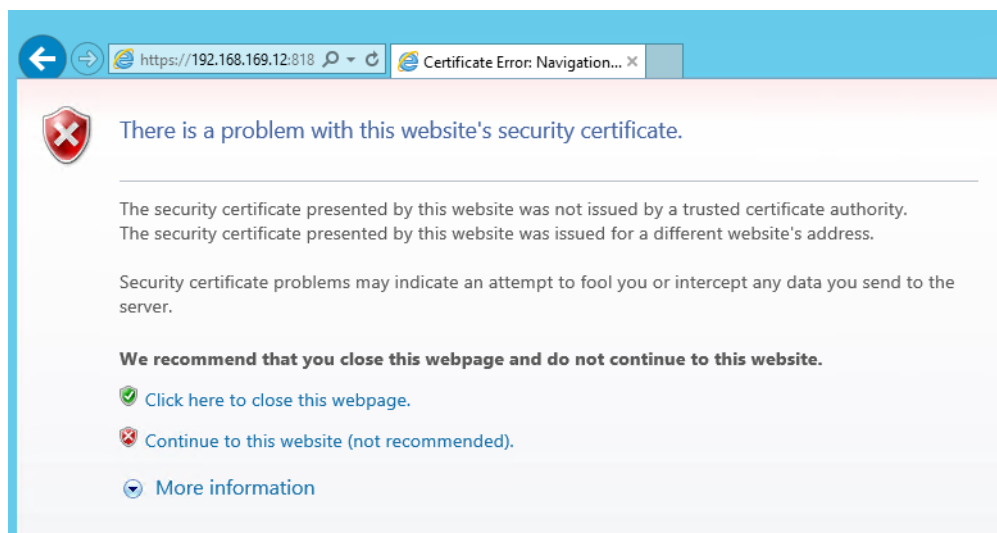 https://192.168.169.12:818
Certificate Error: Navigation...
There is a problem with this website's security certificate.
The security certificate presented by this website was not issued by a trusted certificate authority.
The security certificate presented by this website was issued for a different website's address.
Security certificate problems may indicate an attempt to fool you or intercept any data you send to the
server.
We recommend that you close this webpage and do not continue to this website.
Click here to close this webpage.
Continue to this website (not recommended).
More information